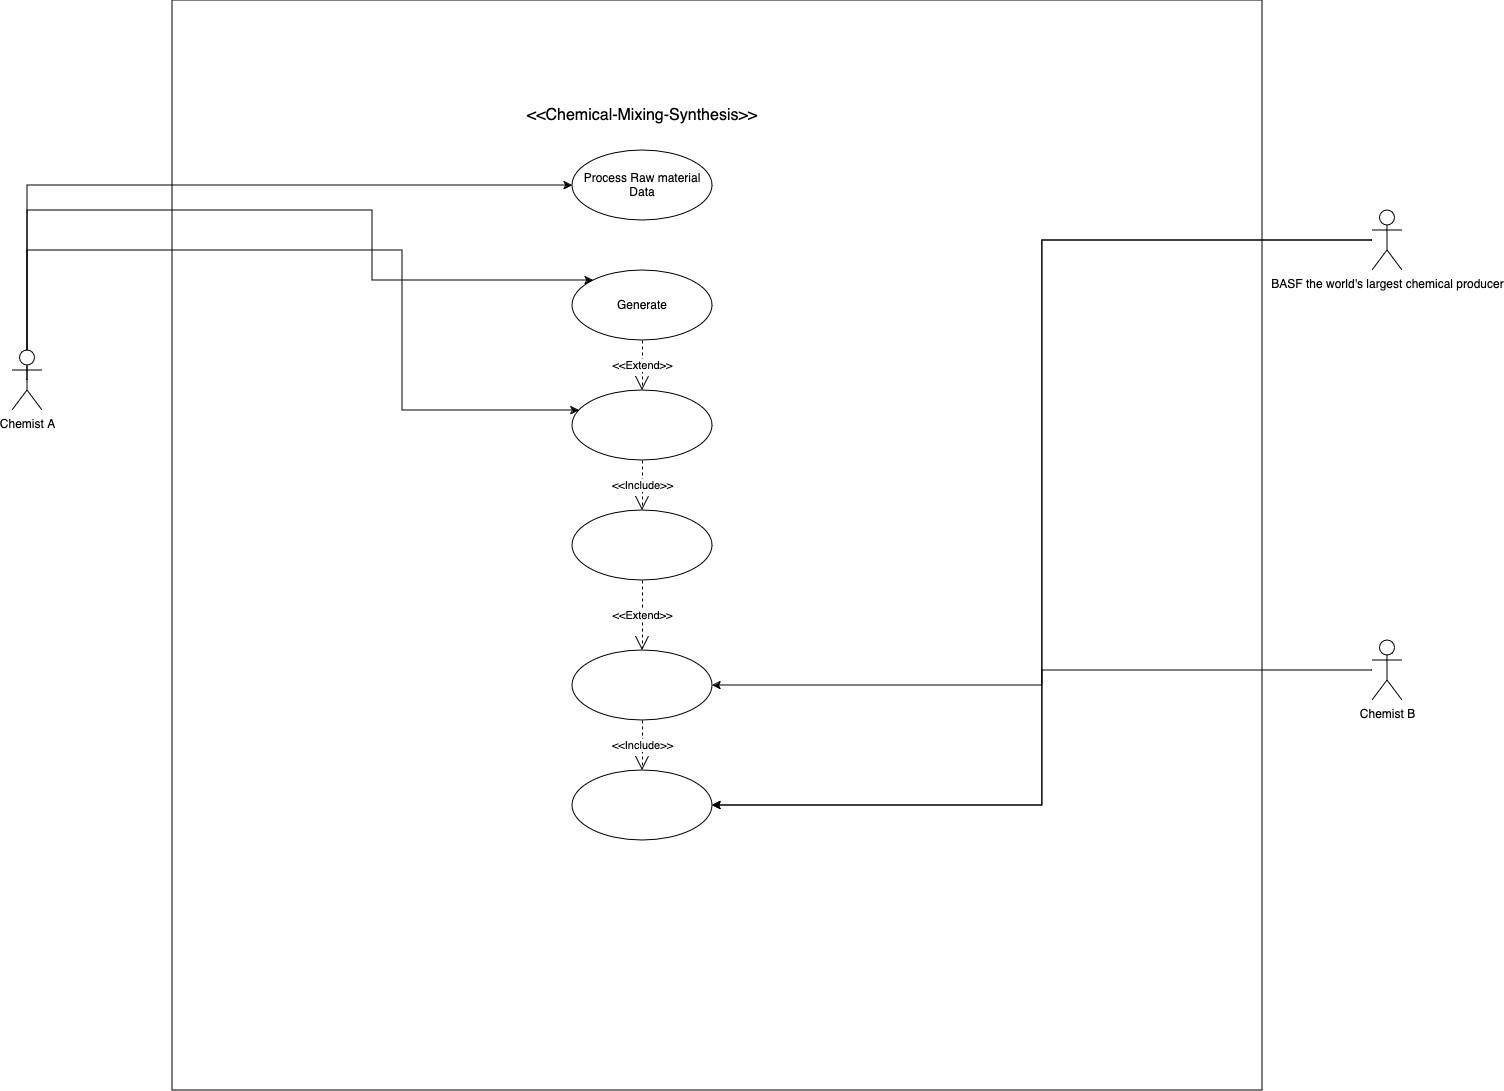 <<Chemical-Mixing-Synthesis>>
Process Raw material
Data
Generate
<<Extend>>
<<Include>>
<<Extend>>
<<Include>>
Chemist A
BASF the world's largest chemical producer
Chemist B